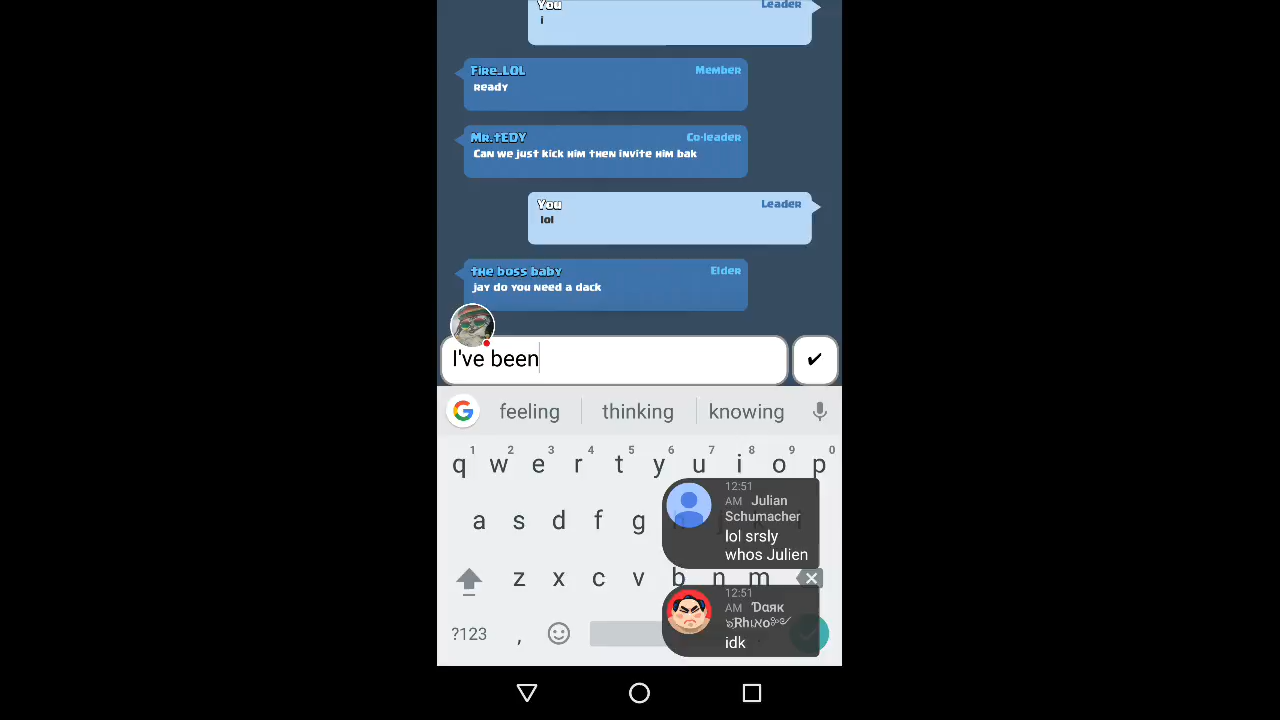 You Leader
i
Fire_LOL Member
Ready
Mr.tEDY Co-leader
Can we just kick him then invite him bak
You Leader
lol
the boss baby Elder
jay do you need a dack
I've been
feeling thinking knowing
1 2 3 4 5 6 7 8 9 0
q w e r t y u i o p
a s d f g
12:51
AM Julian
Schumacher
lol srsly
whos Julien
z x c v b n m
12:51
AM
idk
?123 ,